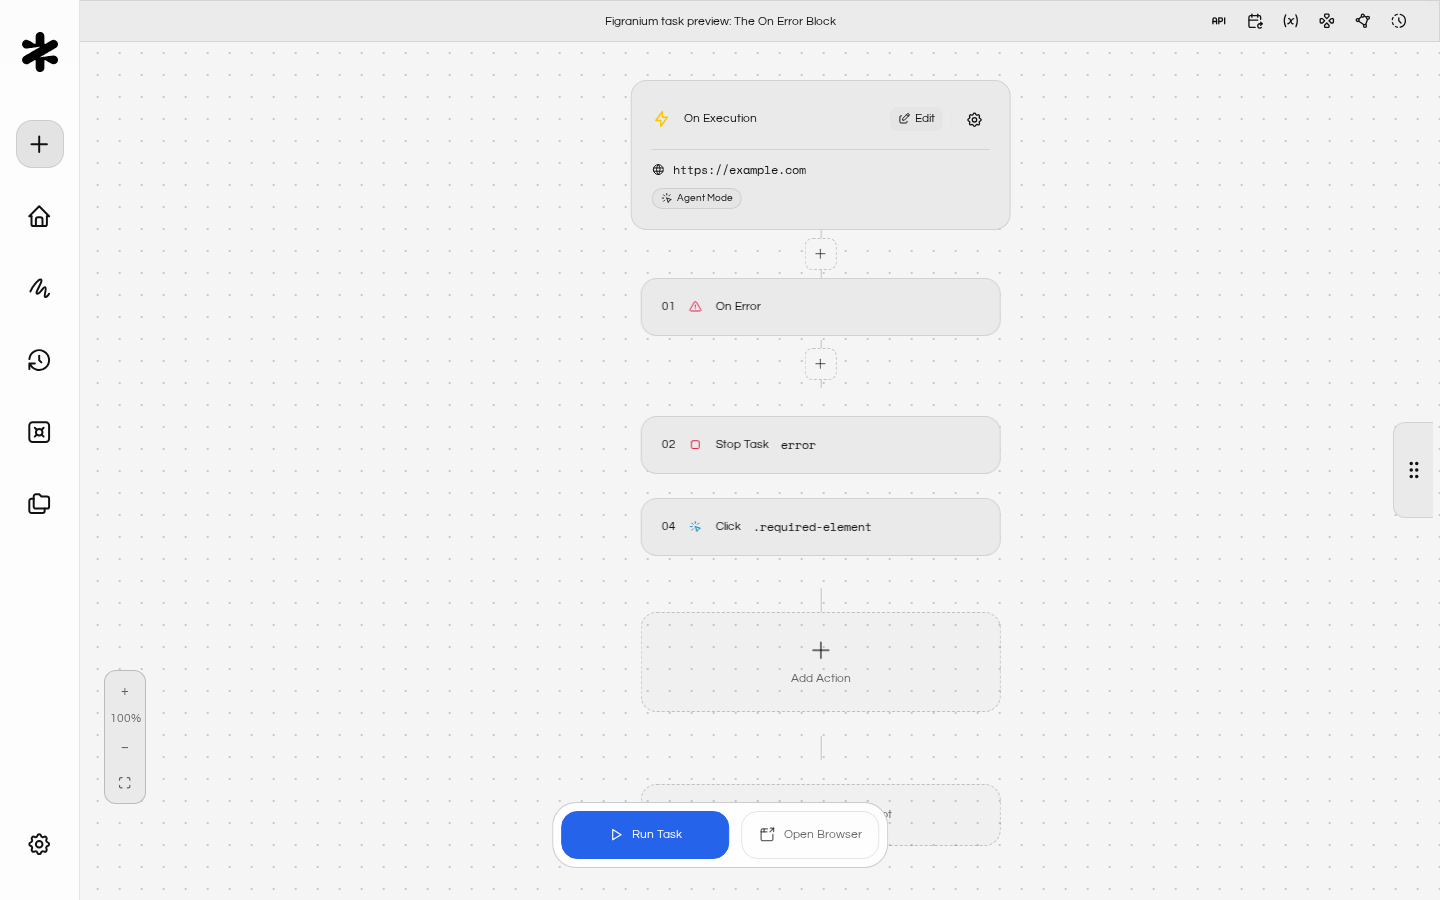 Figranium task preview: The On Error Block
API
On Execution
Edit
https://example.com
Agent Mode
01 On Error
02 Stop Task error
04 Click .required-element
Add Action
100%
Run Task
Open Browser